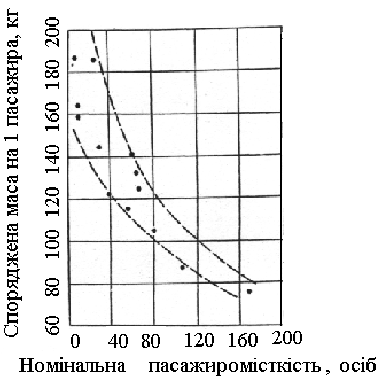 Споряджена маса на 1 пасажира, кг
200
180
160
140
120
100
80
60
0 40 80 120 160 200
Номінальна пасажиромісткість, осіб